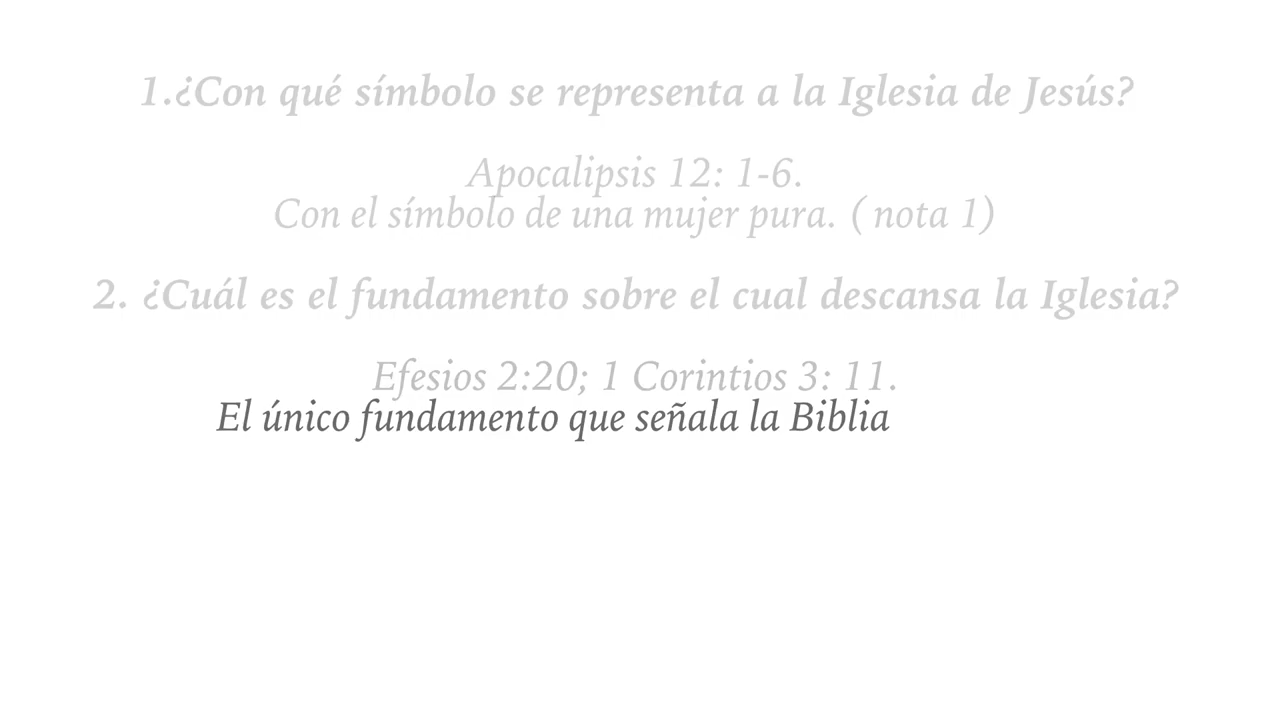 1.¿Con qué símbolo se representa a la Iglesia de Jesús?
Apocalipsis 12: 1-6.
Con el símbolo de una mujer pura. ( nota 1)
2. ¿Cuál es el fundamento sobre el cual descansa la Iglesia?
Efesios 2:20; 1 Corintios 3: 11.
El único fundamento que señala la Biblia